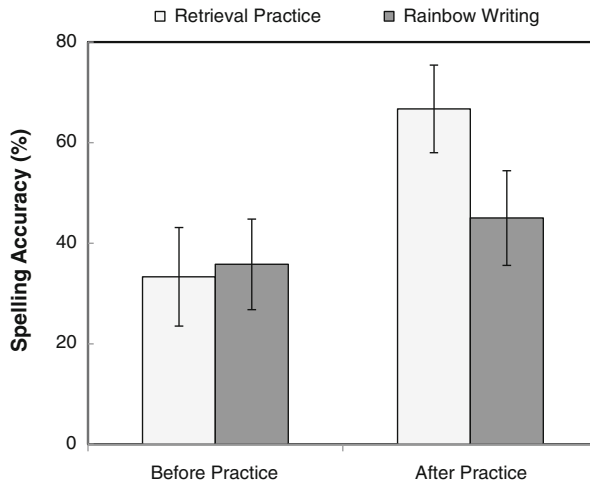 Retrieval Practice Rainbow Writing
80
60
40
20
0
Spelling Accuracy (%)
Before Practice After Practice